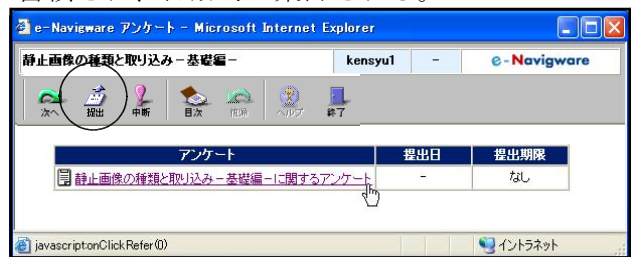 e-Navigware アンケート - Microsoft Internet Explorer
静止画像の種類と取り込み－基礎編－ kensyu1 - e-Navigware
次へ 提出 中断 目次 ヘルプ 終了
アンケート 提出日 提出期限
静止画像の種類と取り込み－基礎編－に関するアンケート - なし
javascriptonClickRefer(0) イントラネット